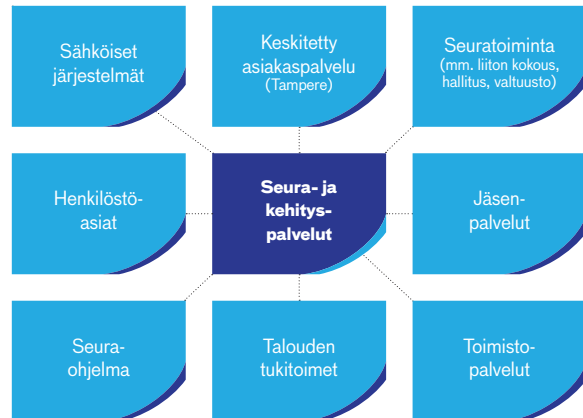 Sähköiset
järjestelmät
Keskitetty
asiakaspalvelu
(Tampere)
Seuratoiminta
(mm. liiton kokous,
hallitus, valtuusto)
Henkilöstö-
asiat
Seura- ja
kehitys-
palvelut
Jäsen-
palvelut
Seura-
ohjelma
Talouden
tukitoimet
Toimisto-
palvelut